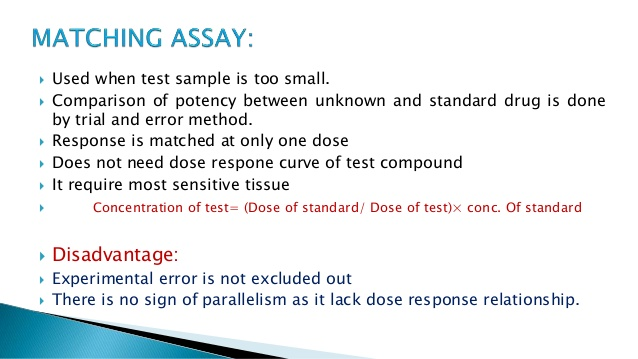 MATCHING ASSAY:
Used when test sample is too small.
Comparison of potency between unknown and standard drug is done
by trial and error method.
Response is matched at only one dose
Does not need dose respone curve of test compound
It require most sensitive tissue
Concentration of test= (Dose of standard/ Dose of test)× conc. Of standard
Disadvantage:
Experimental error is not excluded out
There is no sign of parallelism as it lack dose response relationship.